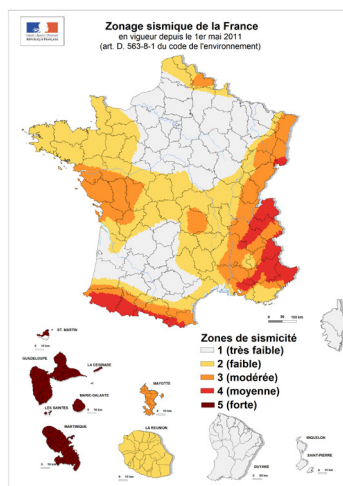 Zonage sismique de la France
en vigueur depuis le 1er mai 2011
(art. D. 563-8-1 du code de l'environnement)
RÉPUBLIQUE FRANÇAISE
Zones de sismicité
1 (très faible)
2 (faible)
3 (modérée)
4 (moyenne)
5 (forte)
ST. MARTIN
GUADELOUPE
LA DESIRADE
MARIE-GALANTE
LES SAINTES
MAYOTTE
MARTINIQUE
LA REUNION
GUYANE
MIQUELON
SAINT-PIERRE